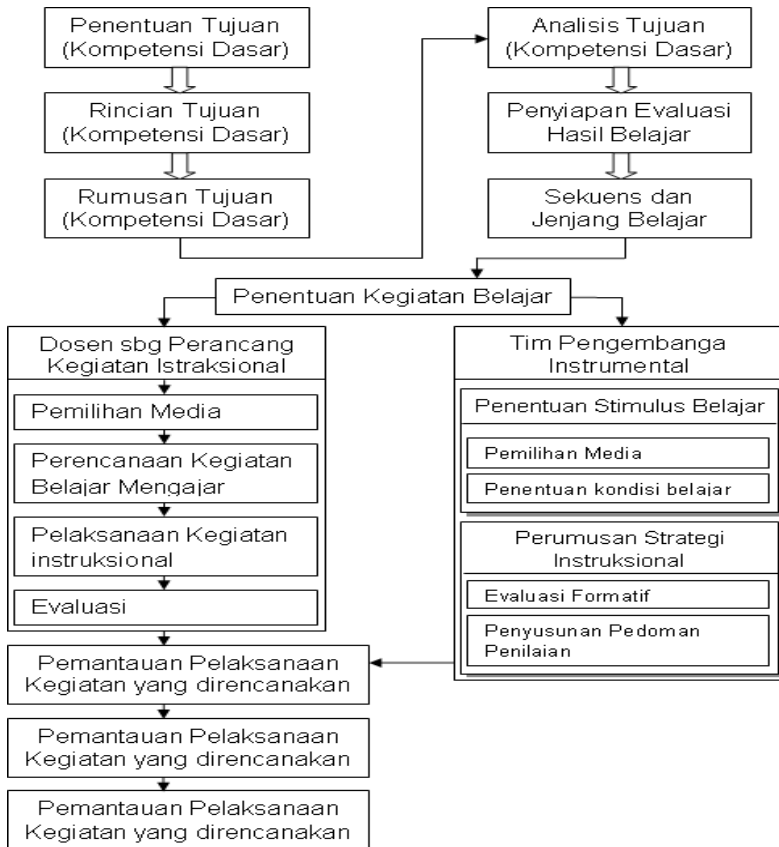 Penentuan Tujuan
(Kompetensi Dasar)
Rincian Tujuan
(Kompetensi Dasar)
Rumusan Tujuan
(Kompetensi Dasar)
Analisis Tujuan
(Kompetensi Dasar)
Penyiapan Evaluasi
Hasil Belajar
Sekuens dan
Jenjang Belajar
Penentuan Kegiatan Belajar
Dosen sbg Perancang
Kegiatan Istraksional
Pemilihan Media
Perencanaan Kegiatan
Belajar Mengajar
Pelaksanaan Kegiatan
instruksional
Evaluasi
Tim Pengembanga
Instrumental
Penentuan Stimulus Belajar
Pemilihan Media
Penentuan kondisi belajar
Perumusan Strategi
Instruksional
Evaluasi Formatif
Penyusunan Pedoman
Penilaian
Pemantauan Pelaksanaan
Kegiatan yang direncanakan
Pemantauan Pelaksanaan
Kegiatan yang direncanakan
Pemantauan Pelaksanaan
Kegiatan yang direncanakan